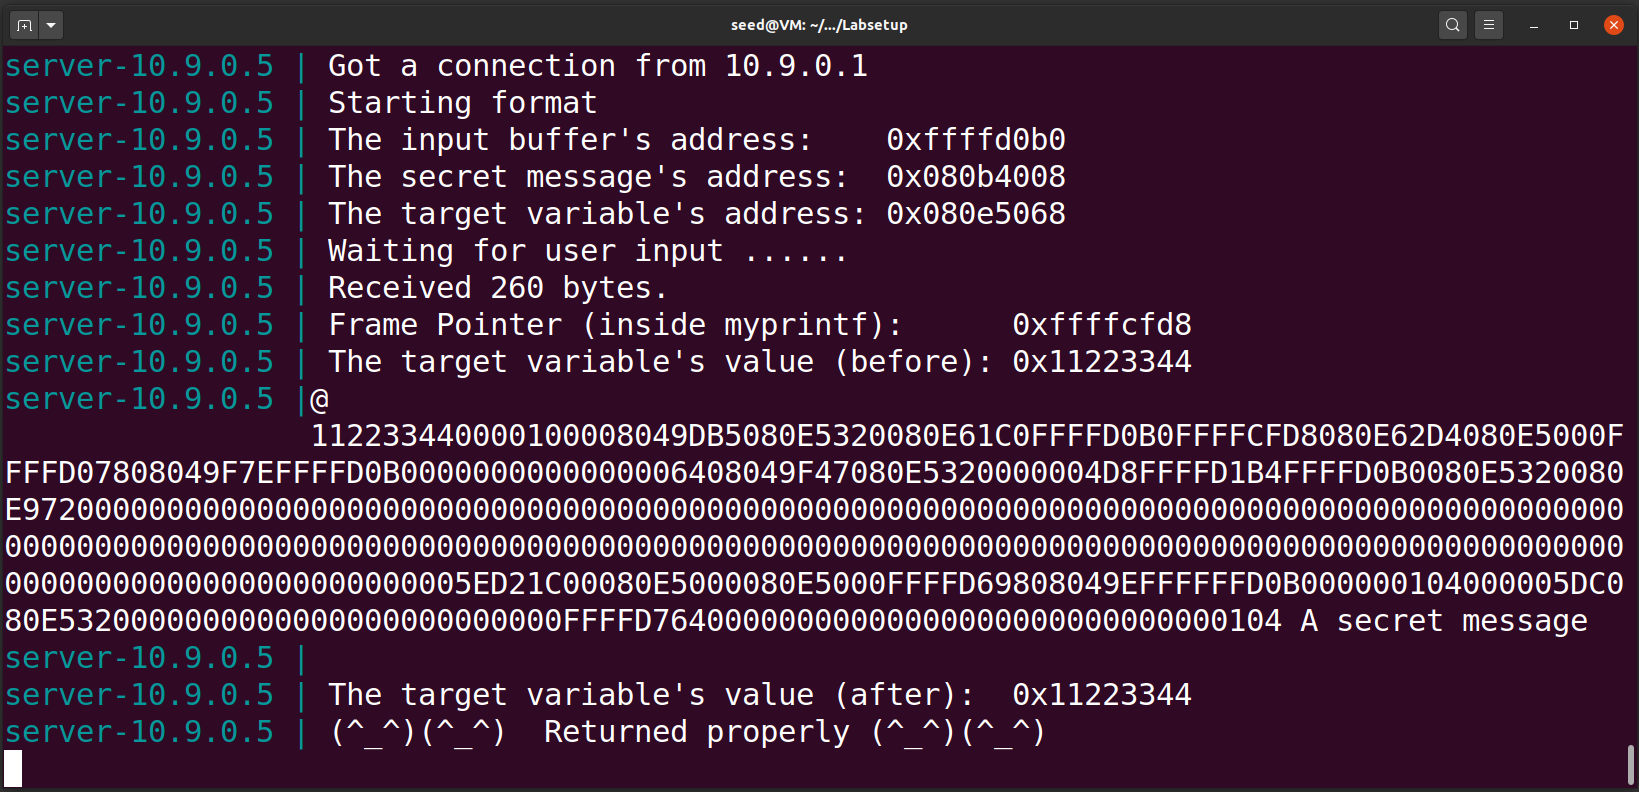 seed@VM: ~/.../Labsetup
server-10.9.0.5 | Got a connection from 10.9.0.1
server-10.9.0.5 | Starting format
server-10.9.0.5 | The input buffer's address:    0xffffd0b0
server-10.9.0.5 | The secret message's address:  0x080b4008
server-10.9.0.5 | The target variable's address: 0x080e5068
server-10.9.0.5 | Waiting for user input ......
server-10.9.0.5 | Received 260 bytes.
server-10.9.0.5 | Frame Pointer (inside myprintf):      0xffffcfd8
server-10.9.0.5 | The target variable's value (before): 0x11223344
server-10.9.0.5 |@
112233440000100008049DB5080E5320080E61C0FFFFD0B0FFFFCFD8080E62D4080E5000F
FFFD07808049F7EFFFFD0B0000000000000006408049F47080E5320000004D8FFFFD1B4FFFFD0B0080E5320080
E97200000000000000000000000000000000000000000000000000000000000000000000000000000000000000
000000000000000000000000000000000000000000000000000000000000000000000000000000000000000000
00000000000000000000000005ED21C00080E5000080E5000FFFFD69808049EFFFFFFD0B000000104000005DC0
80E5320000000000000000000000000FFFFD76400000000000000000000000000000104 A secret message
server-10.9.0.5 |
server-10.9.0.5 | The target variable's value (after):  0x11223344
server-10.9.0.5 | (^_^)(^_^)  Returned properly (^_^)(^_^)